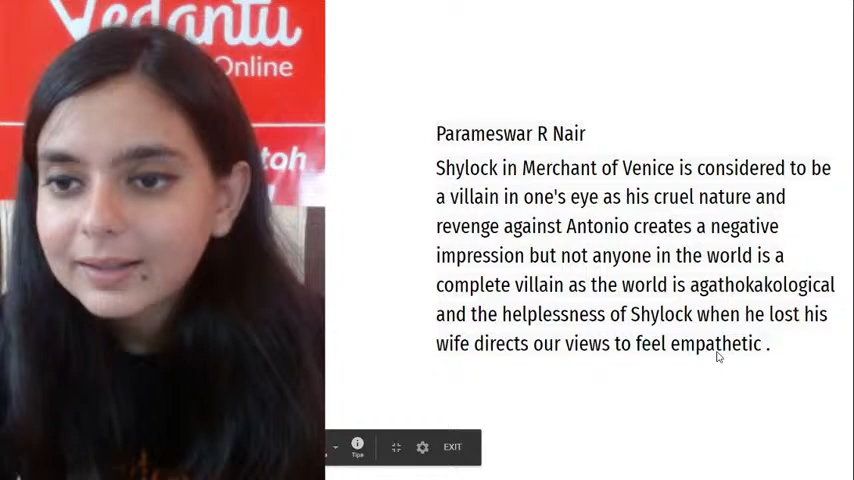 Vedantu
Online
Parameswar R Nair
Shylock in Merchant of Venice is considered to be
a villain in one's eye as his cruel nature and
revenge against Antonio creates a negative
impression but not anyone in the world is a
complete villain as the world is agathokakological
and the helplessness of Shylock when he lost his
wife directs our views to feel empathetic .
Tips
EXIT